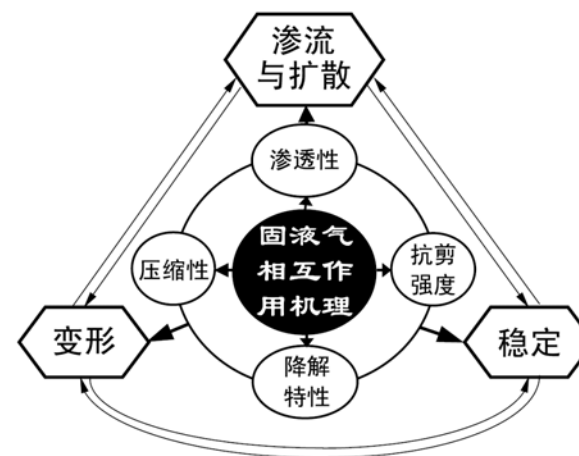 渗流
与扩散
渗透性
固液气
相互作
用机理
压缩性
抗剪
强度
变形
稳定
降解
特性